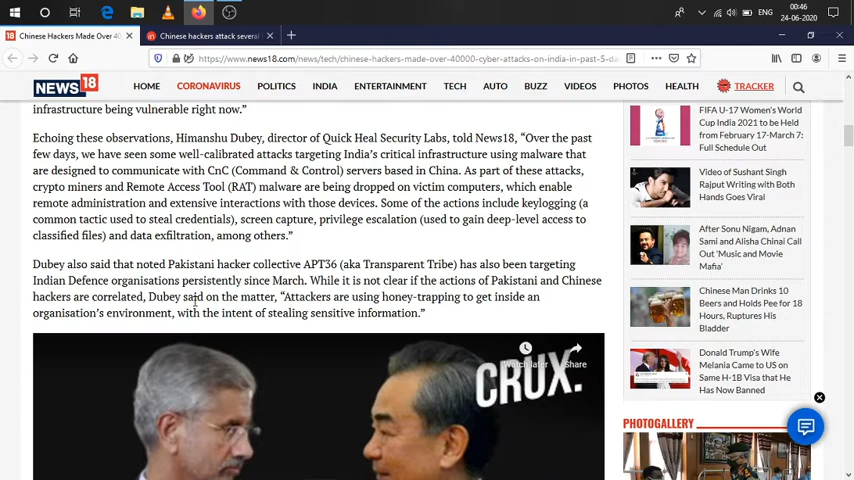 00:46
ENG
24-06-2020
Chinese Hackers Made Over 40
Chinese hackers attack several
https://www.news18.com/news/tech/chinese-hackers-made-over-40000-cyber-attacks-on-india-in-past-5-da
NEWS 18
HOME CORONAVIRUS POLITICS INDIA ENTERTAINMENT TECH AUTO BUZZ VIDEOS PHOTOS HEALTH TRACKER
infrastructure being vulnerable right now.”
Echoing these observations, Himanshu Dubey, director of Quick Heal Security Labs, told News18, “Over the past
few days, we have seen some well-calibrated attacks targeting India’s critical infrastructure using malware that
are designed to communicate with CnC (Command & Control) servers based in China. As part of these attacks,
crypto miners and Remote Access Tool (RAT) malware are being dropped on victim computers, which enable
remote administration and extensive interactions with those devices. Some of the actions include keylogging (a
common tactic used to steal credentials), screen capture, privilege escalation (used to gain deep-level access to
classified files) and data exfiltration, among others.”
Dubey also said that noted Pakistani hacker collective APT36 (aka Transparent Tribe) has also been targeting
Indian Defence organisations persistently since March. While it is not clear if the actions of Pakistani and Chinese
hackers are correlated, Dubey said on the matter, “Attackers are using honey-trapping to get inside an
organisation’s environment, with the intent of stealing sensitive information.”
Watch later
Share
CRUX.
FIFA U-17 Women's World
Cup India 2021 to be Held
from February 17-March 7:
Full Schedule Out
Video of Sushant Singh
Rajput Writing with Both
Hands Goes Viral
After Sonu Nigam, Adnan
Sami and Alisha Chinai Call
Out 'Music and Movie
Mafia'
Chinese Man Drinks 10
Beers and Holds Pee for 18
Hours, Ruptures His
Bladder
Donald Trump's Wife
Melania Came to US on
Same H-1B Visa that He
Has Now Banned
PHOTOGALLERY